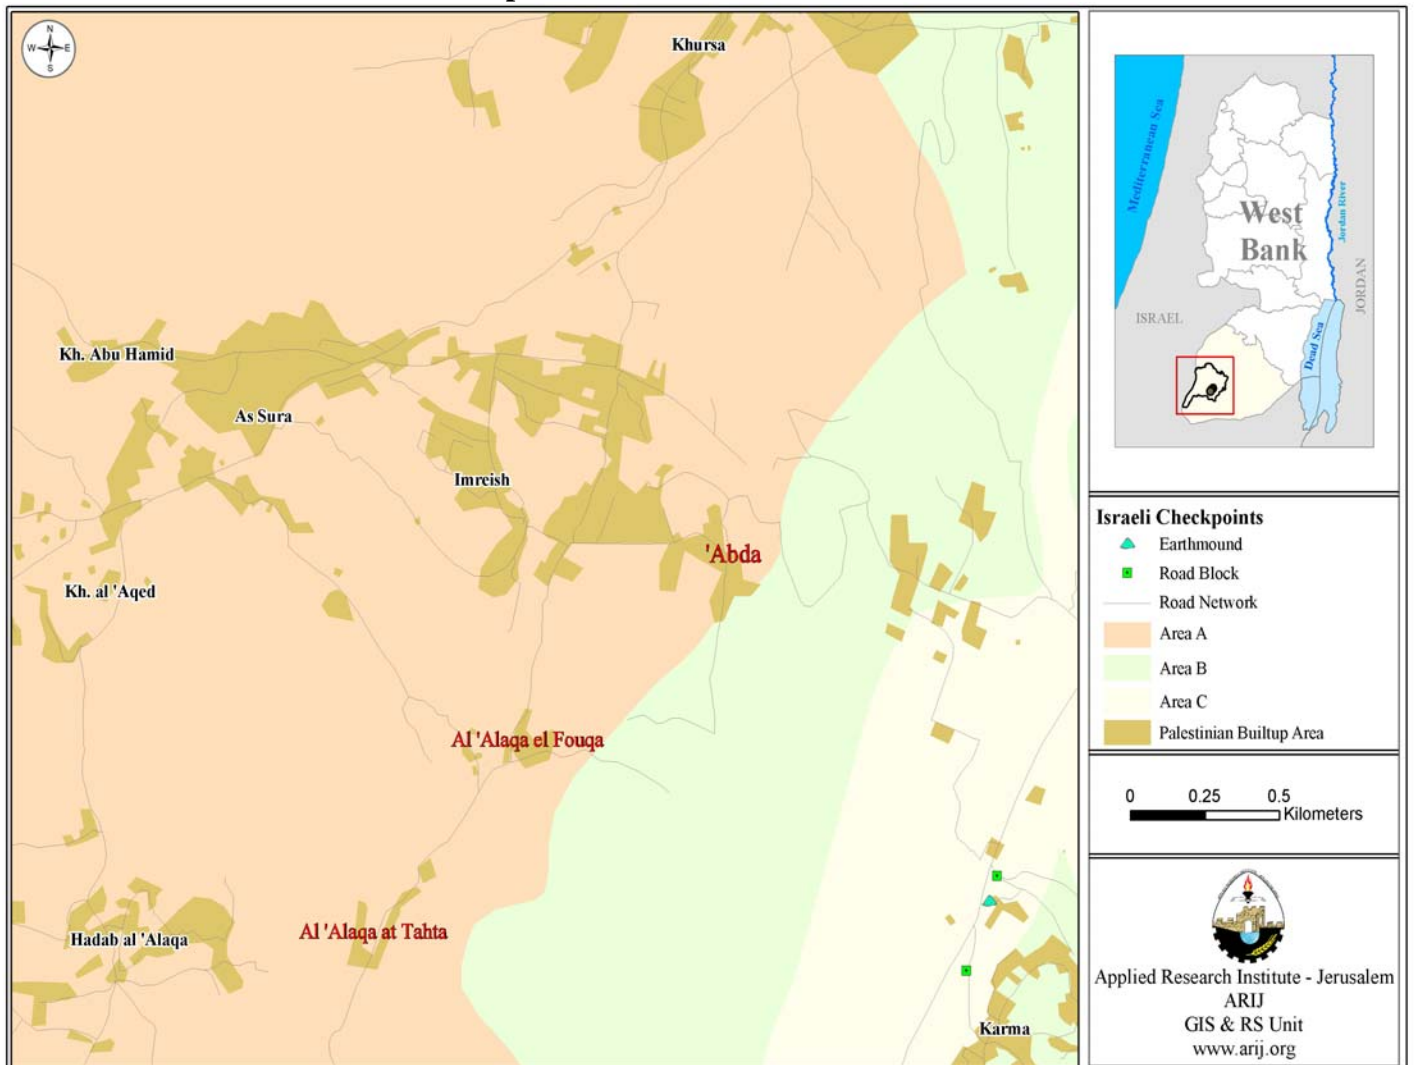 N
W
E
S
Khursa
Kh. Abu Hamid
As Sura
Imreish
'Abda
Kh. al 'Aqed
Al 'Alaqa el Fouqa
Al 'Alaqa at Tahta
Hadab al 'Alaqa
Karma
Mediterranean Sea
West
Bank
Jordan River
JORDAN
ISRAEL
Dead Sea
Israeli Checkpoints
Earthmound
Road Block
Road Network
Area A
Area B
Area C
Palestinian Builtup Area
0 0.25 0.5
Kilometers
Applied Research Institute - Jerusalem
ARIJ
GIS & RS Unit
www.arij.org